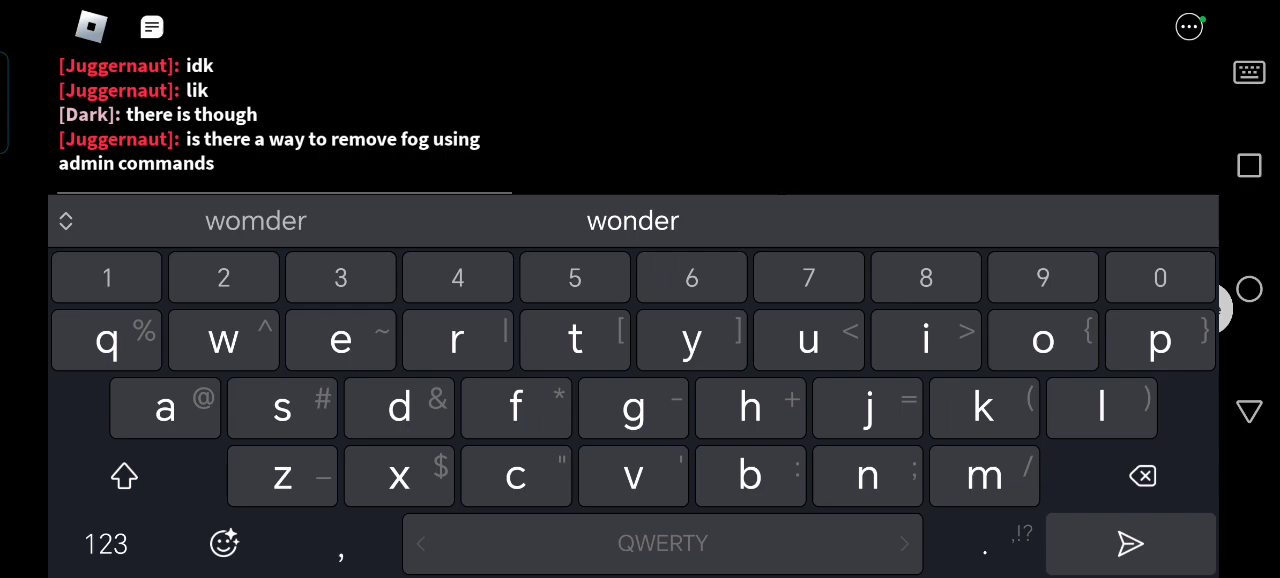 [Juggernaut]: idk
[Juggernaut]: lik
[Dark]: there is though
[Juggernaut]: is there a way to remove fog using
admin commands
womder wonder
1 2 3 4 5 6 7 8 9 0
q % w ^ e ~ r | t [ y ] u < i > o { p }
a @ s # d & f * g - h + j = k ( l )
z _ x $ c " v ' b : n ; m /
123 , < QWERTY > . ,!?